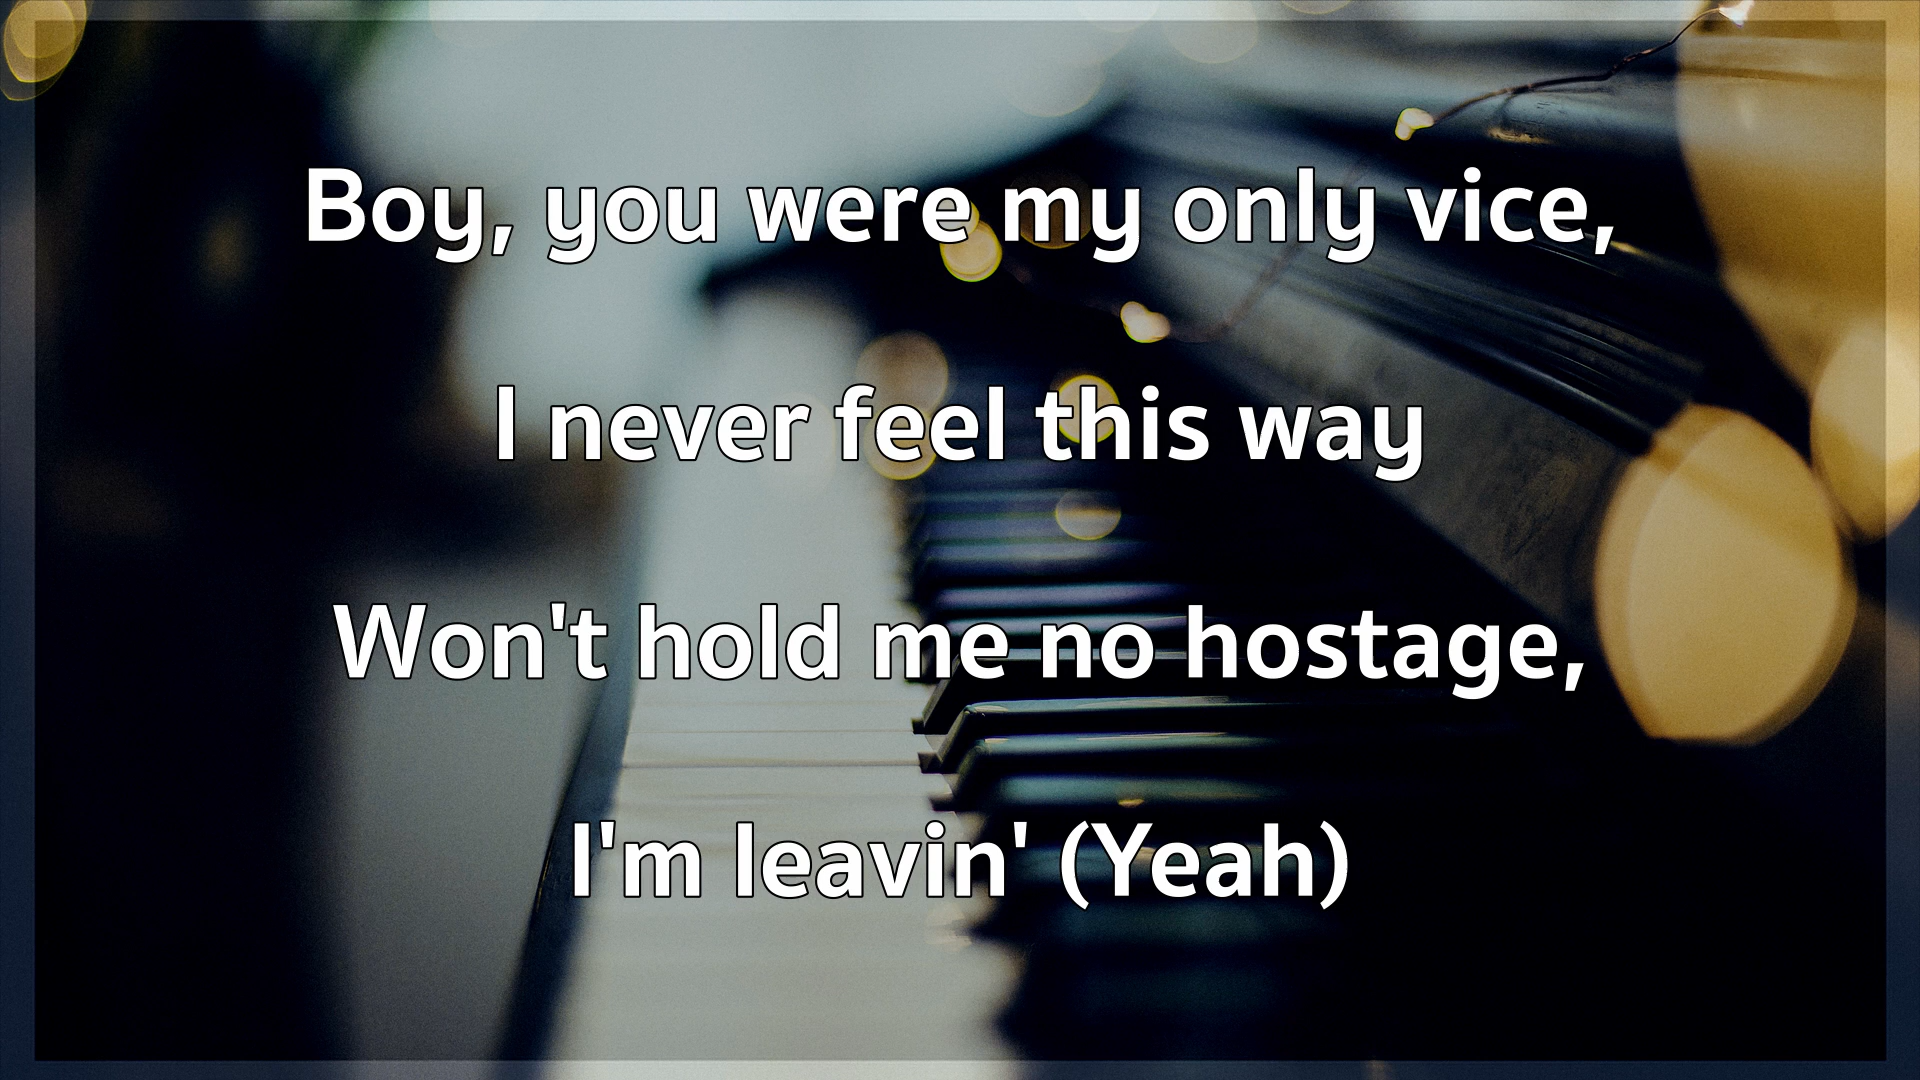 Boy, you were my only vice,
I never feel this way
Won't hold me no hostage,
I'm leavin' (Yeah)